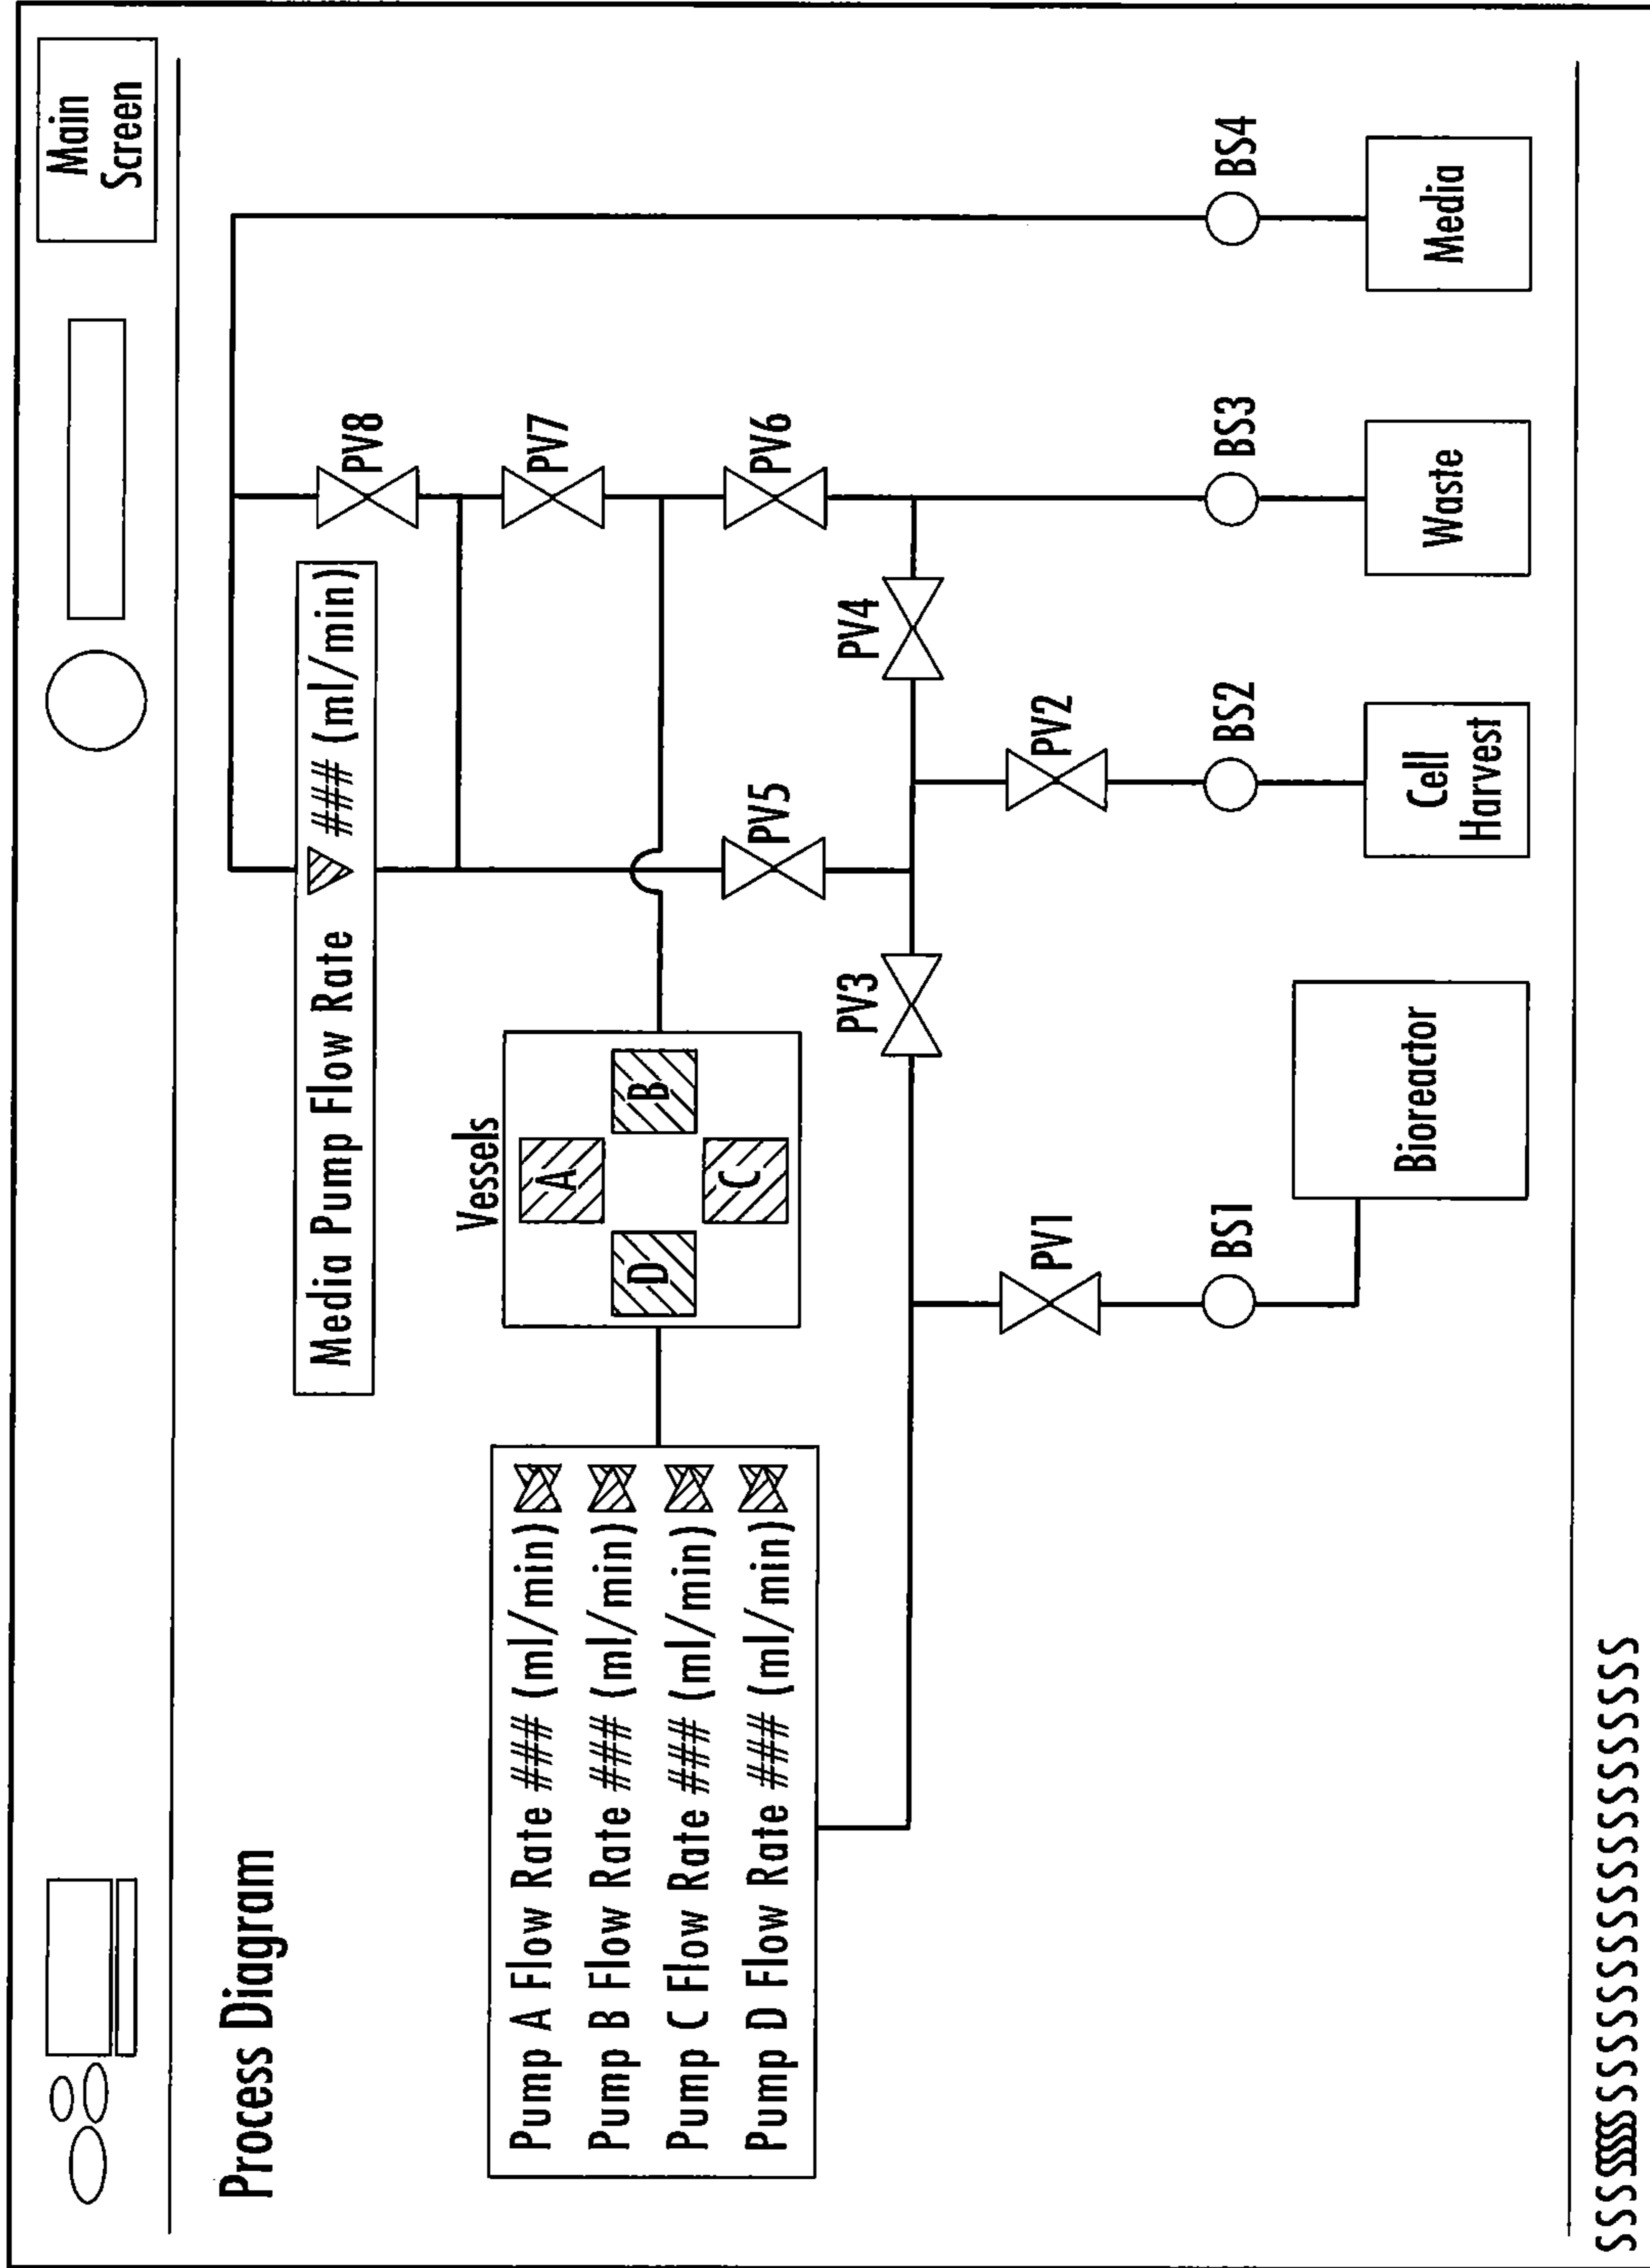 Main
Screen
Process Diagram
Media Pump Flow Rate ### (ml/min)
PV8
Vessels
A
B
C
D
PV7
Pump A Flow Rate ### (ml/min)
Pump B Flow Rate ### (ml/min)
Pump C Flow Rate ### (ml/min)
Pump D Flow Rate ### (ml/min)
PV5
PV6
PV3
PV4
PV1
PV2
BS1
BS2
BS3
BS4
Bioreactor
Cell
Harvest
Waste
Media